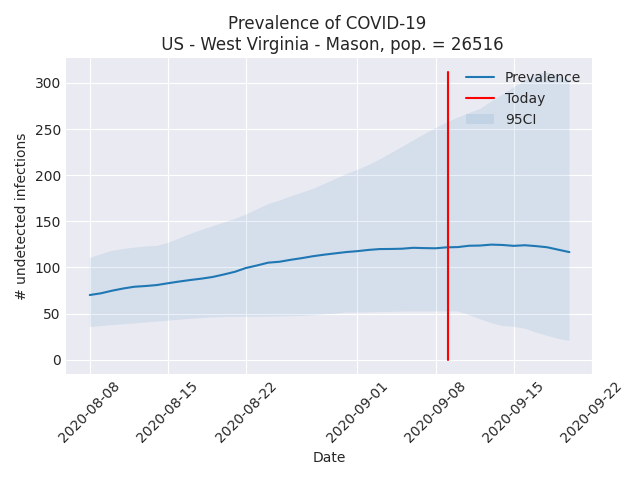 Prevalence of COVID-19
US - West Virginia - Mason, pop. = 26516
Prevalence
Today
95CI
# undetected infections
300
250
200
150
100
50
0
2020-08-08
2020-08-15
2020-08-22
2020-09-01
2020-09-08
2020-09-15
2020-09-22
Date